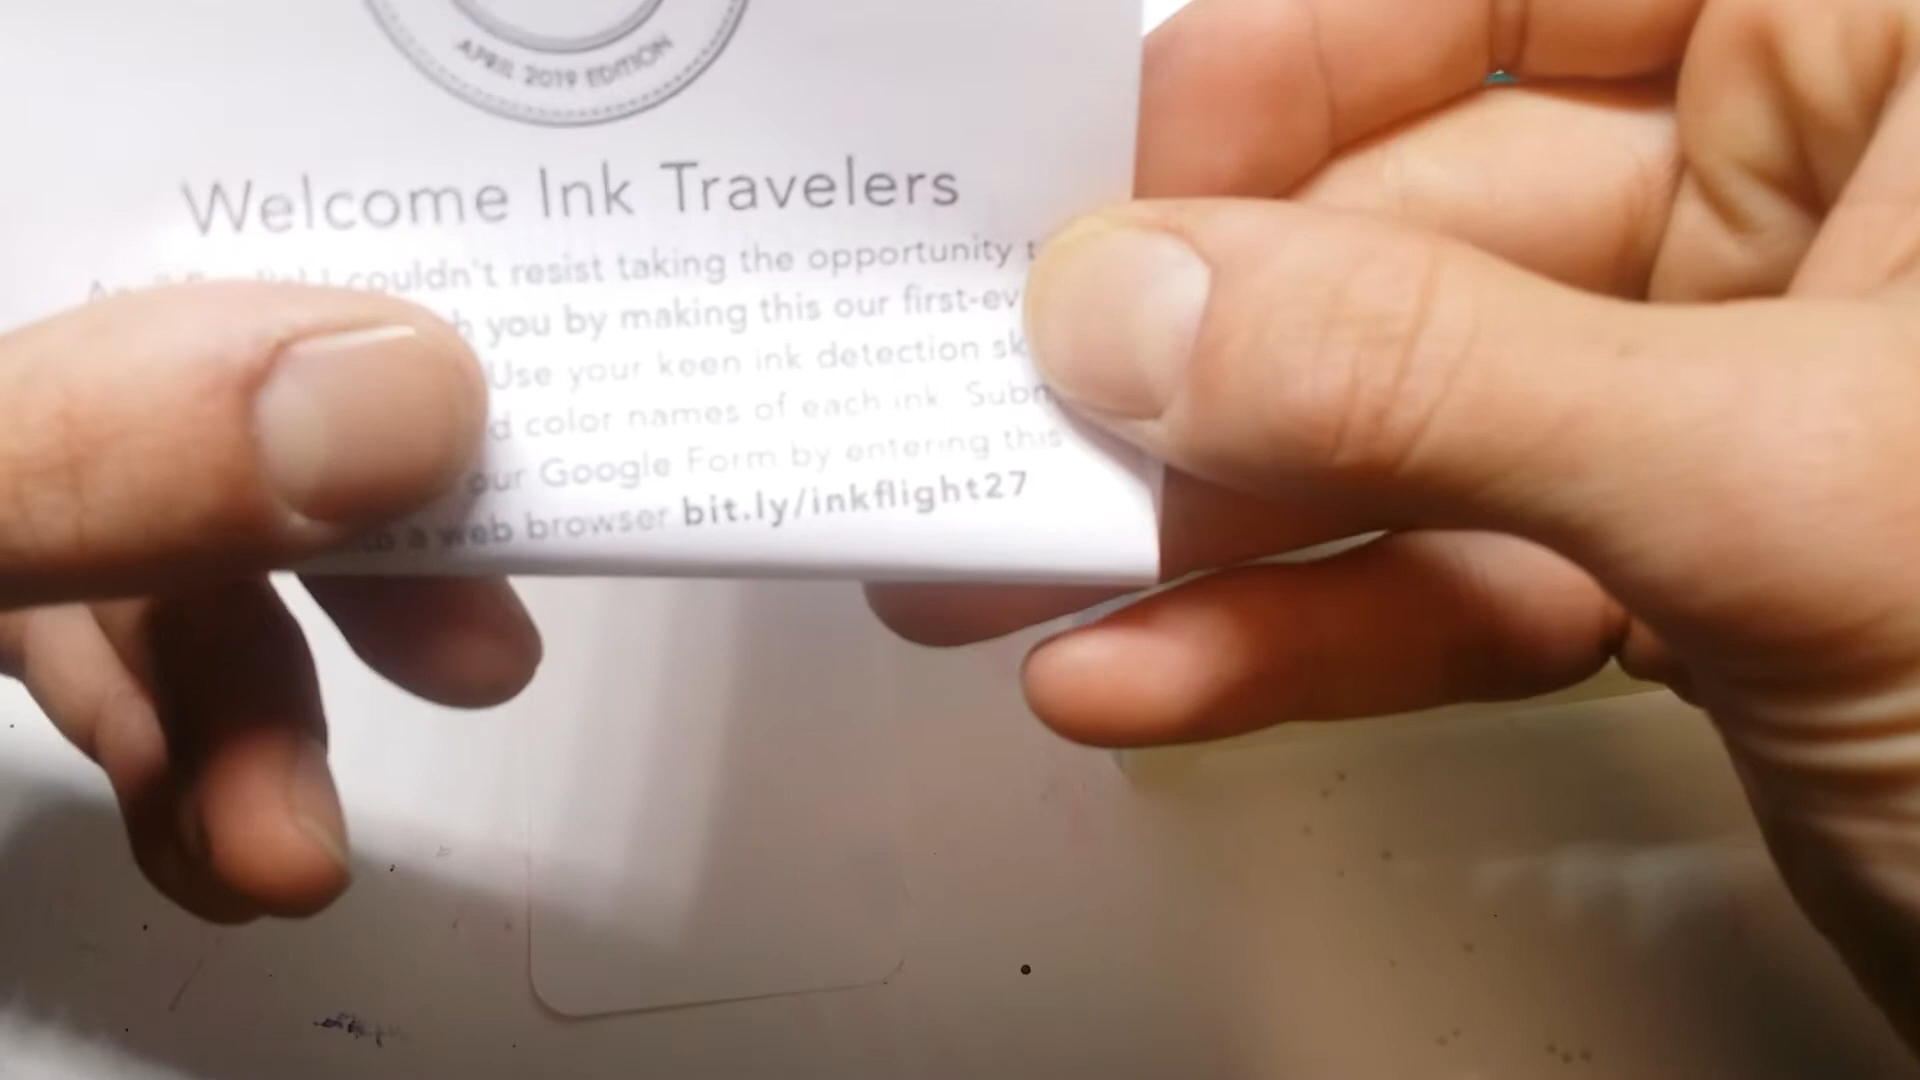 APRIL 2019 EDITION
Welcome Ink Travelers
couldn't resist taking the opportunity
you by making this our first-ev
Use your keen ink detection sk
color names of each ink. Subm
our Google Form by entering this
a web browser bit.ly/inkflight27